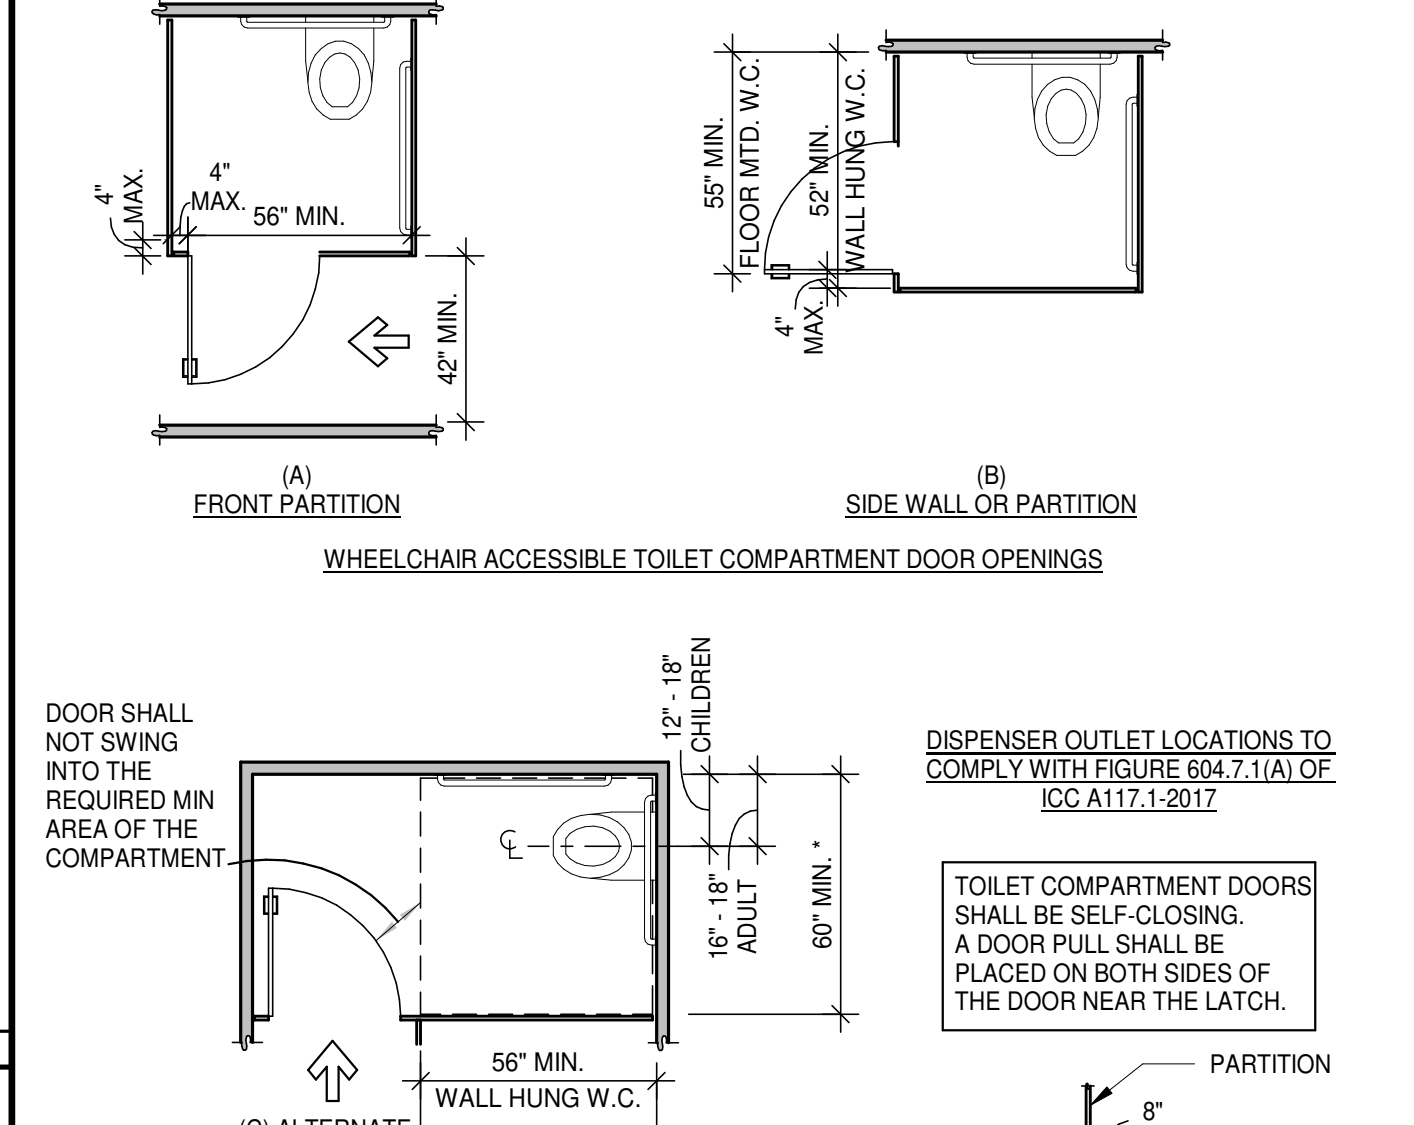 4"
MAX.
4"
MAX.
56" MIN.
42" MIN.
(A)
FRONT PARTITION
55" MIN.
FLOOR MTD. W.C.
52" MIN.
WALL HUNG W.C.
4"
MAX.
(B)
SIDE WALL OR PARTITION
WHEELCHAIR ACCESSIBLE TOILET COMPARTMENT DOOR OPENINGS
DOOR SHALL
NOT SWING
INTO THE
REQUIRED MIN
AREA OF THE
COMPARTMENT
12" - 18"
CHILDREN
CL
16" - 18"
ADULT
60" MIN. *
56" MIN.
WALL HUNG W.C.
(C) ALTERNATE
DISPENSER OUTLET LOCATIONS TO
COMPLY WITH FIGURE 604.7.1(A) OF
ICC A117.1-2017
TOILET COMPARTMENT DOORS
SHALL BE SELF-CLOSING.
A DOOR PULL SHALL BE
PLACED ON BOTH SIDES OF
THE DOOR NEAR THE LATCH.
PARTITION
8"